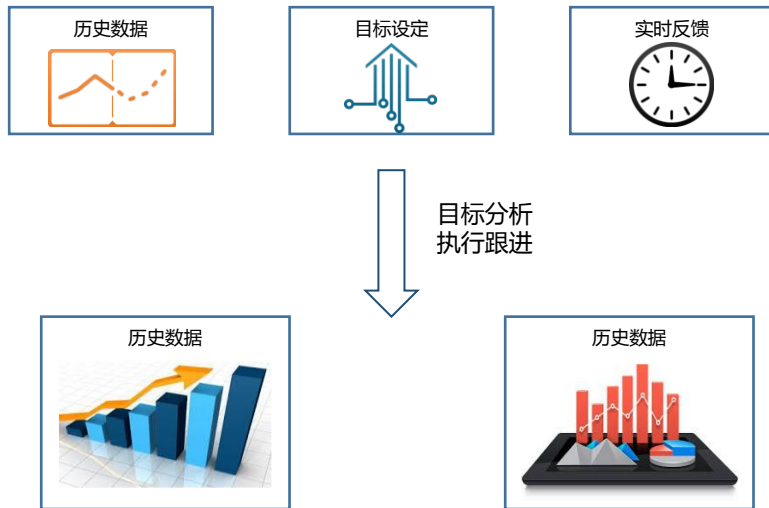 历史数据
目标设定
实时反馈
目标分析
执行跟进
历史数据
历史数据